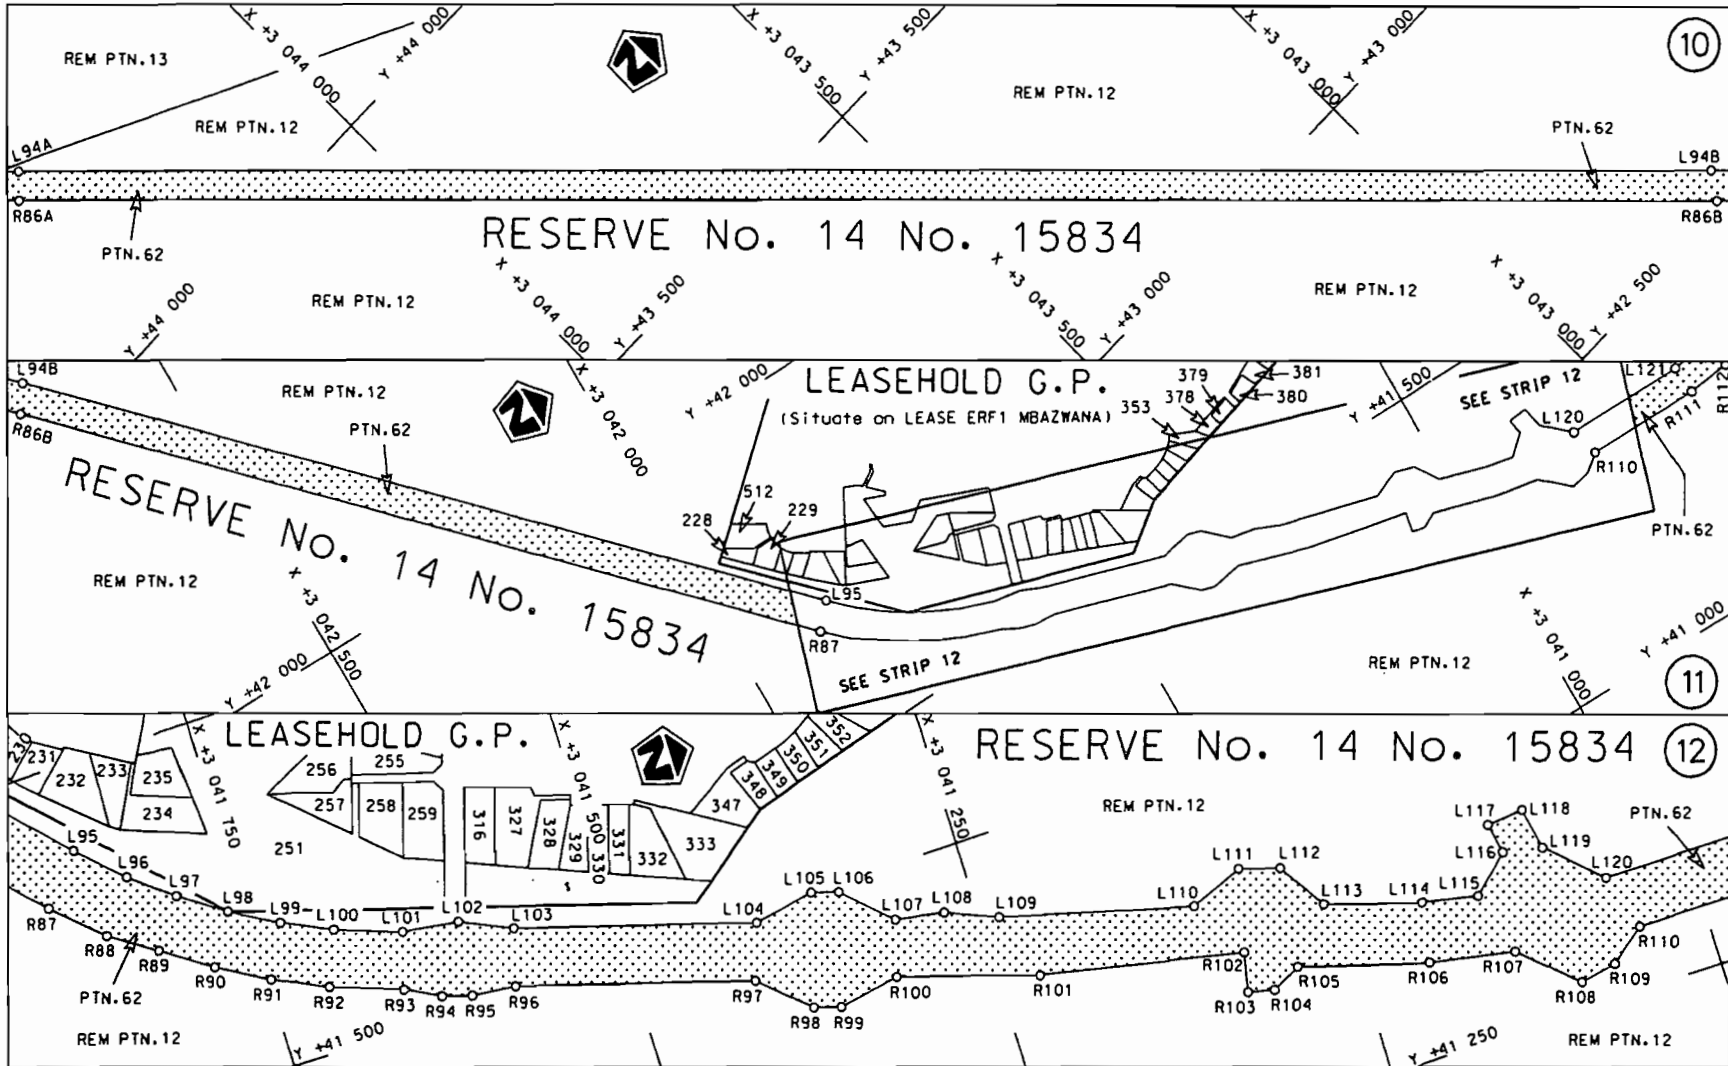 REM PTN.13
X +3 044 000
Y +44 000
X +3 043 500
Y +43 500
X +3 043 000
Y +43 000
10
REM PTN.12
REM PTN.12
PTN.62
L94A
L94B
R86A
R86B
RESERVE No. 14 No. 15834
PTN.62
REM PTN.12
REM PTN.12
Y +44 000
X +3 044 000
Y +43 500
X +3 043 500
Y +43 000
X +3 043 000
Y +42 500
L94B
R86B
REM PTN.12
PTN.62
X +3 042 000
Y +42 000
LEASEHOLD G.P.
(Situate on LEASE ERF1 MBAZWANA)
353
378
379
381
380
Y +41 500
SEE STRIP 12
L121
L120
R111
R112
R110
PTN.62
RESERVE No. 14 No. 15834
REM PTN.12
512
228
229
L95
R87
X +3 042 500
Y +42 000
SEE STRIP 12
REM PTN.12
X +3 041 000
Y +41 000
11
LEASEHOLD G.P.
RESERVE No. 14 No. 15834
12
230
231
232
233
235
234
X +3 041 750
256
255
257
258
259
251
X +3 041 500
316
327
328
329
330
331
332
333
347
348
349
350
351
352
X +3 041 250
REM PTN.12
PTN.62
L95
L96
L97
L98
L99
L100
L101
L102
L103
L104
L105
L106
L107
L108
L109
L110
L111
L112
L113
L114
L115
L116
L117
L118
L119
L120
R87
R88
R89
R90
R91
R92
R93
R94
R95
R96
R97
R98
R99
R100
R101
R102
R103
R104
R105
R106
R107
R108
R109
R110
PTN.62
REM PTN.12
Y +41 500
Y +41 250
REM PTN.12